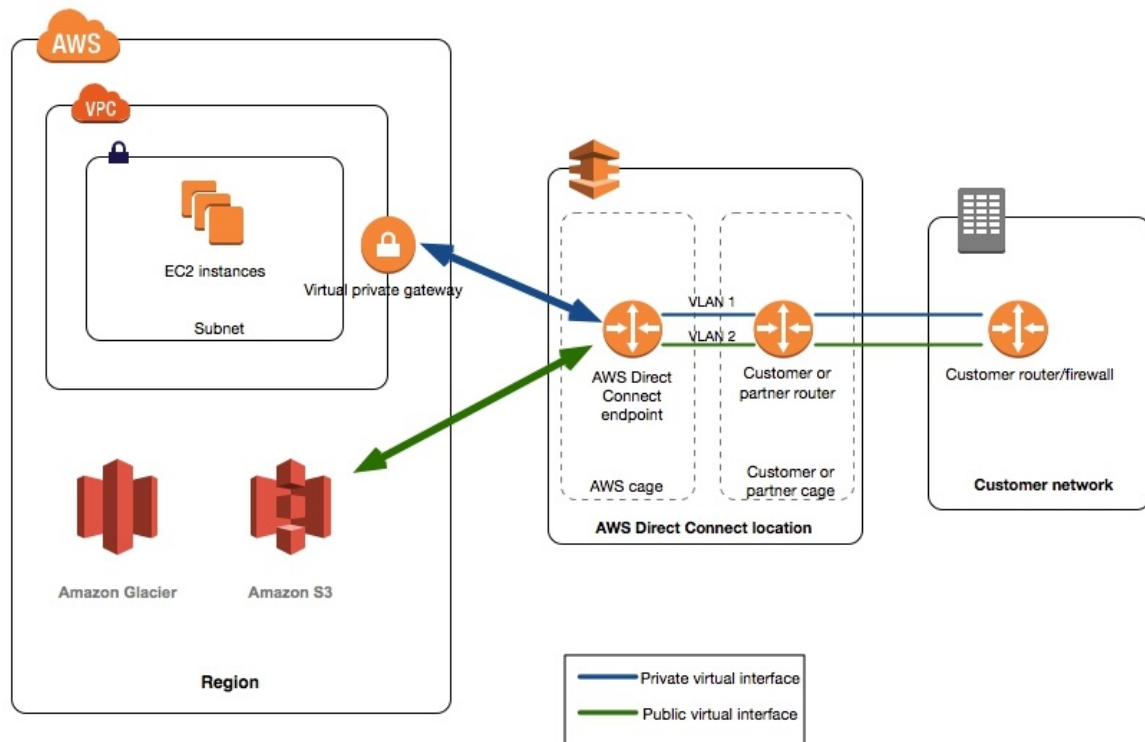 AWS
VPC
EC2 instances
Subnet
Virtual private gateway
Amazon Glacier
Amazon S3
Region
VLAN 1
VLAN 2
AWS Direct
Connect
endpoint
AWS cage
Customer or
partner router
Customer or
partner cage
AWS Direct Connect location
Customer router/firewall
Customer network
Private virtual interface
Public virtual interface